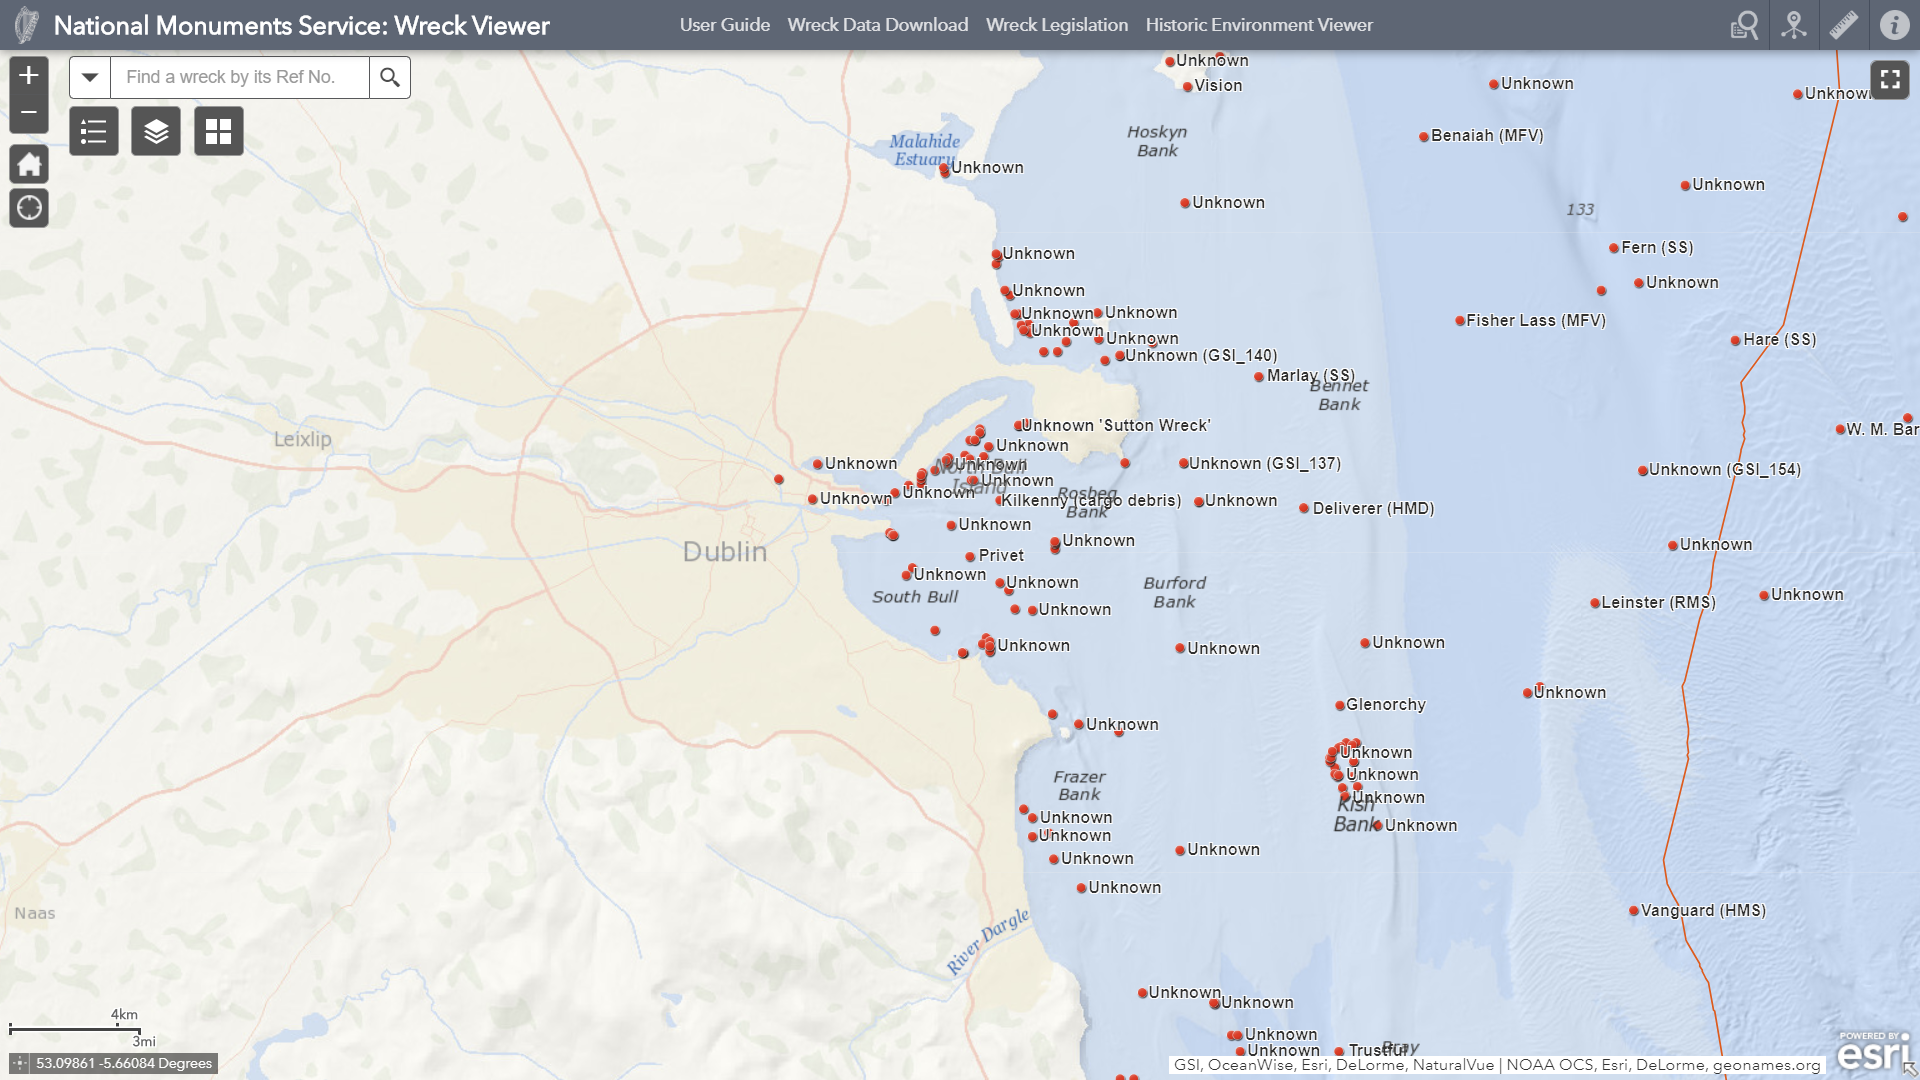 National Monuments Service: Wreck Viewer
User Guide
Wreck Data Download
Wreck Legislation
Historic Environment Viewer
Find a wreck by its Ref No.
Unknown
Vision
Unknown
Unknown
Hoskyn
Bank
Benaiah (MFV)
Malahide
Estuary
Unknown
Unknown
Unknown
133
Fern (SS)
Unknown
Unknown
Unknown
Unknown
Unknown
Unknown
Unknown
Fisher Lass (MFV)
Hare (SS)
Unknown
Unknown (GSI_140)
Marlay (SS)
Bennet
Bank
Unknown 'Sutton Wreck'
W. M. Bar
Leixlip
Unknown
Unknown
Unknown
North Bull
Island
Unknown (GSI_137)
Unknown (GSI_154)
Unknown
Unknown
Unknown
Rosbeg
Bank
Kilkenny (cargo debris)
Unknown
Deliverer (HMD)
Unknown
Unknown
Unknown
Dublin
Privet
Unknown
Unknown
Burford
Bank
South Bull
Unknown
Leinster (RMS)
Unknown
Unknown
Unknown
Unknown
Unknown
Glenorchy
Unknown
Unknown
Unknown
Unknown
Kish
Bank
Unknown
Frazer
Bank
Unknown
Unknown
Unknown
Unknown
Unknown
Naas
River Dargle
Vanguard (HMS)
Unknown
Unknown
Unknown
Unknown
Trustful
Bray
4km
3mi
53.09861 -5.66084 Degrees
GSI, OceanWise, Esri, DeLorme, NaturalVue | NOAA OCS, Esri, DeLorme, geonames.org
POWERED BY
esri